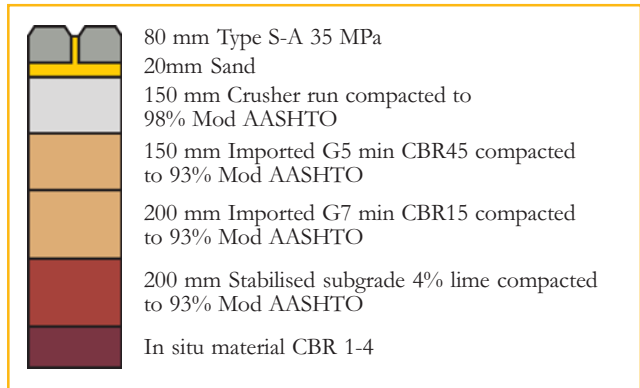 80 mm Type S-A 35 MPa
20mm Sand
150 mm Crusher run compacted to
98% Mod AASHTO
150 mm Imported G5 min CBR45 compacted
to 93% Mod AASHTO
200 mm Imported G7 min CBR15 compacted
to 93% Mod AASHTO
200 mm Stabilised subgrade 4% lime compacted
to 93% Mod AASHTO
In situ material CBR 1-4